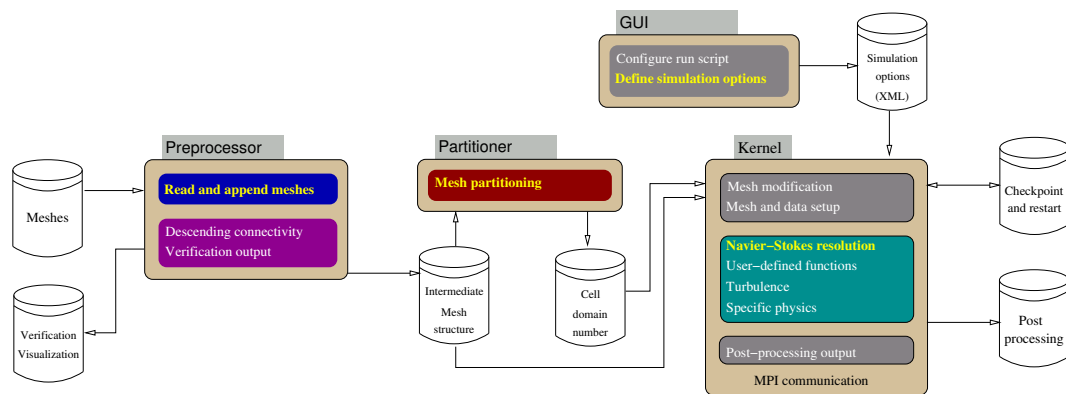 GUI
Configure run script
Define simulation options
Simulation
options
(XML)
Preprocessor
Read and append meshes
Descending connectivity
Verification output
Meshes
Verification
Visualization
Partitioner
Mesh partitioning
Intermediate
Mesh
structure
Cell
domain
number
Kernel
Mesh modification
Mesh and data setup
Navier−Stokes resolution
User−defined functions
Turbulence
Specific physics
Post−processing output
MPI communication
Checkpoint
and restart
Post
processing